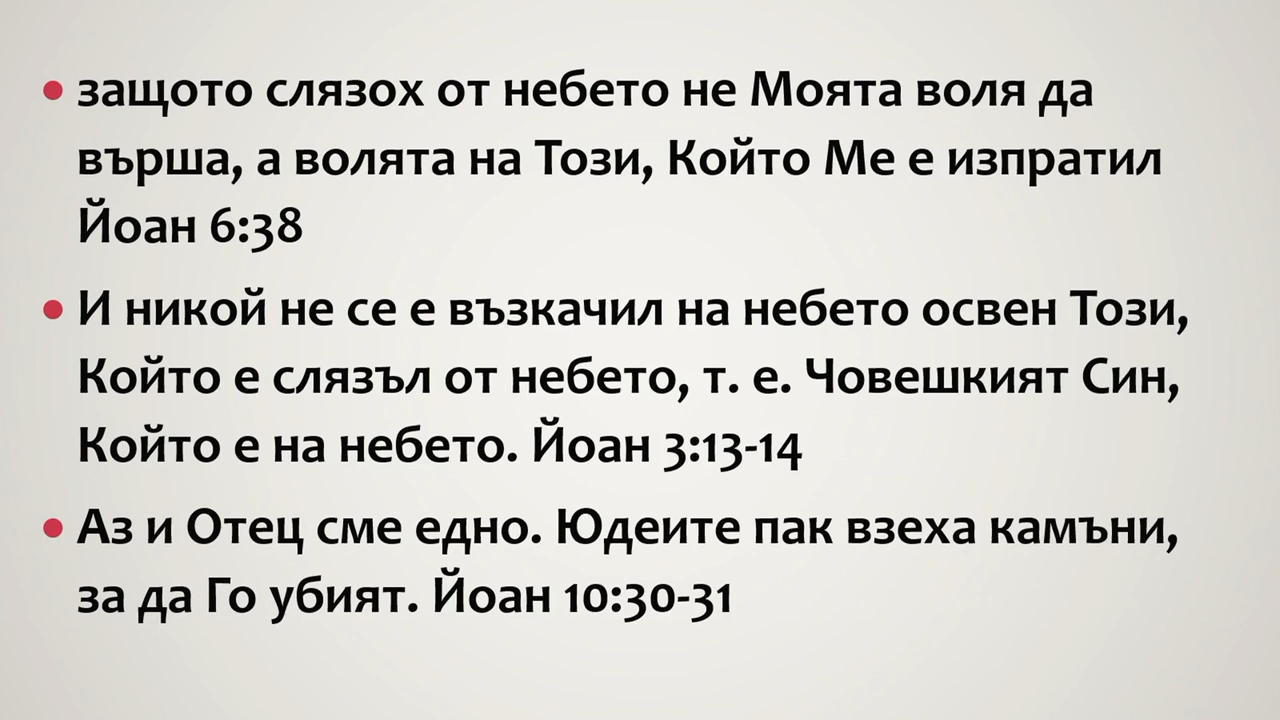 • защото слязох от небето не Моята воля да
върша, а волята на Този, Който Ме е изпратил
Йоан 6:38
• И никой не се е възкачил на небето освен Този,
Който е слязъл от небето, т. е. Човешкият Син,
Който е на небето. Йоан 3:13-14
• Аз и Отец сме едно. Юдеите пак взеха камъни,
за да Го убият. Йоан 10:30-31